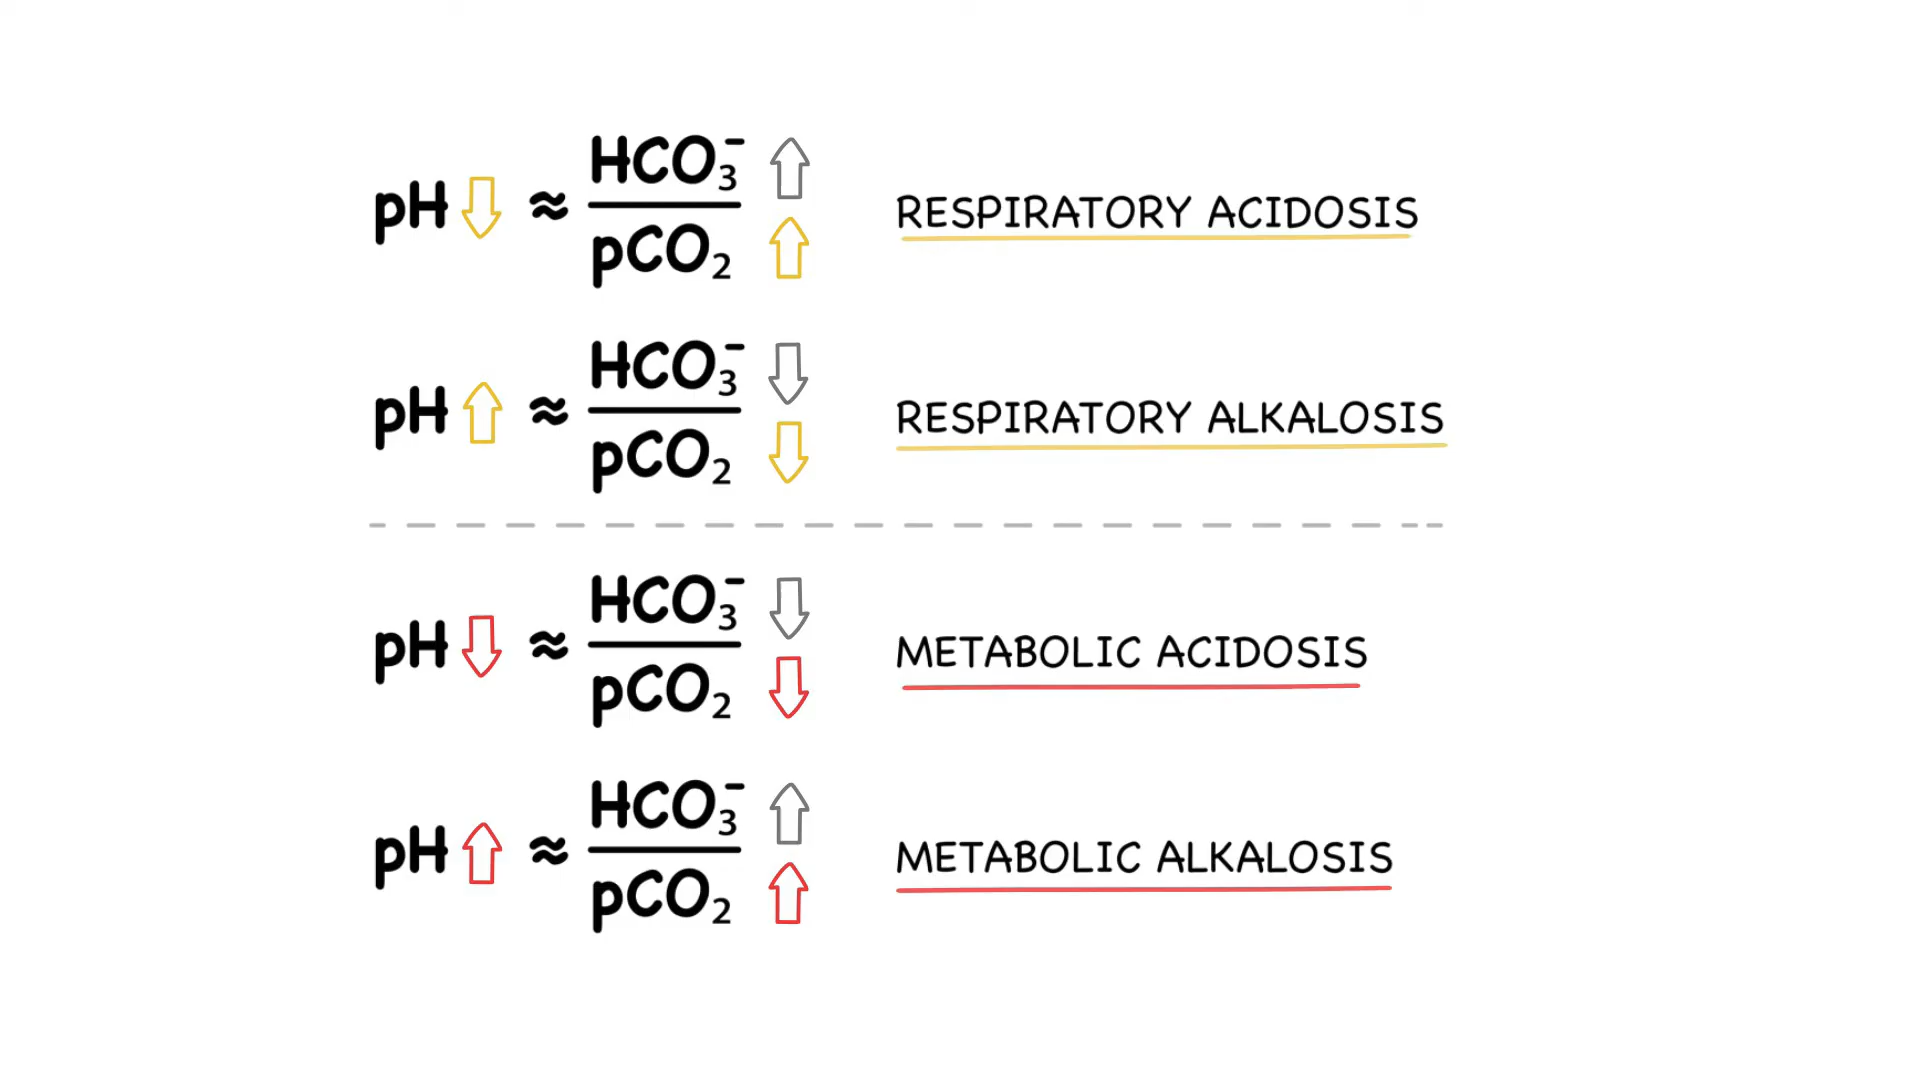 pH ≈ HCO₃⁻ / pCO₂ RESPIRATORY ACIDOSIS
pH ≈ HCO₃⁻ / pCO₂ RESPIRATORY ALKALOSIS
pH ≈ HCO₃⁻ / pCO₂ METABOLIC ACIDOSIS
pH ≈ HCO₃⁻ / pCO₂ METABOLIC ALKALOSIS